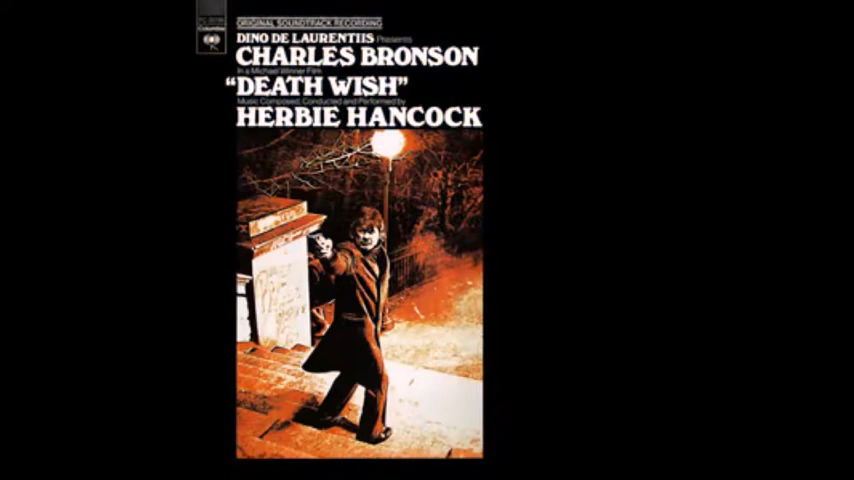 Columbia
ORIGINAL SOUNDTRACK RECORDING
DINO DE LAURENTIIS Presents
CHARLES BRONSON
In a Michael Winner Film
“DEATH WISH”
Music Composed, Conducted and Performed by
HERBIE HANCOCK